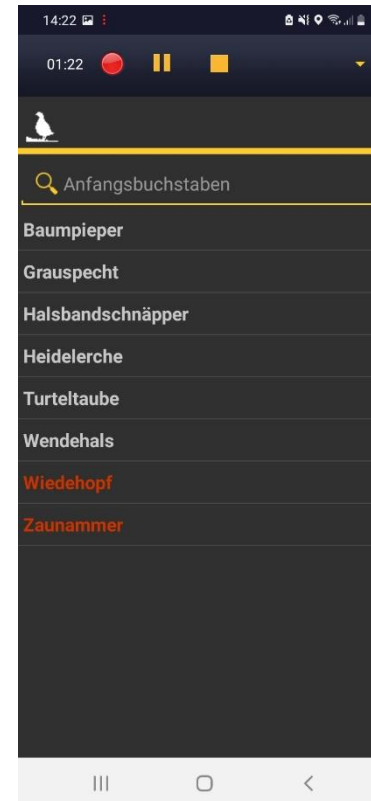 14:22
01:22
Anfangsbuchstaben
Baumpieper
Grauspecht
Halsbandschnäpper
Heidelerche
Turteltaube
Wendehals
Wiedehopf
Zaunammer